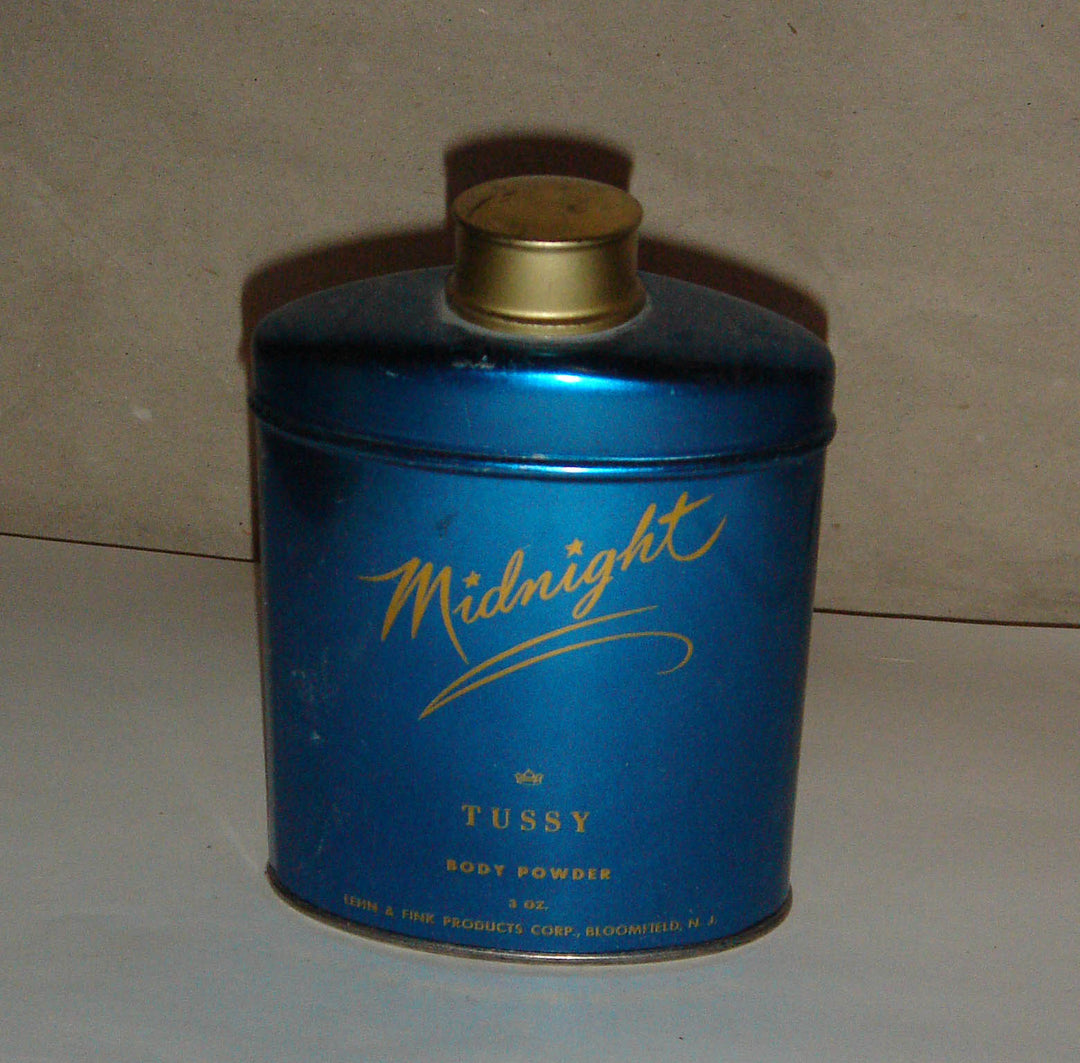 Midnight
TUSSY
BODY POWDER
3 OZ.
LEHN & FINK PRODUCTS CORP., BLOOMFIELD, N. J.